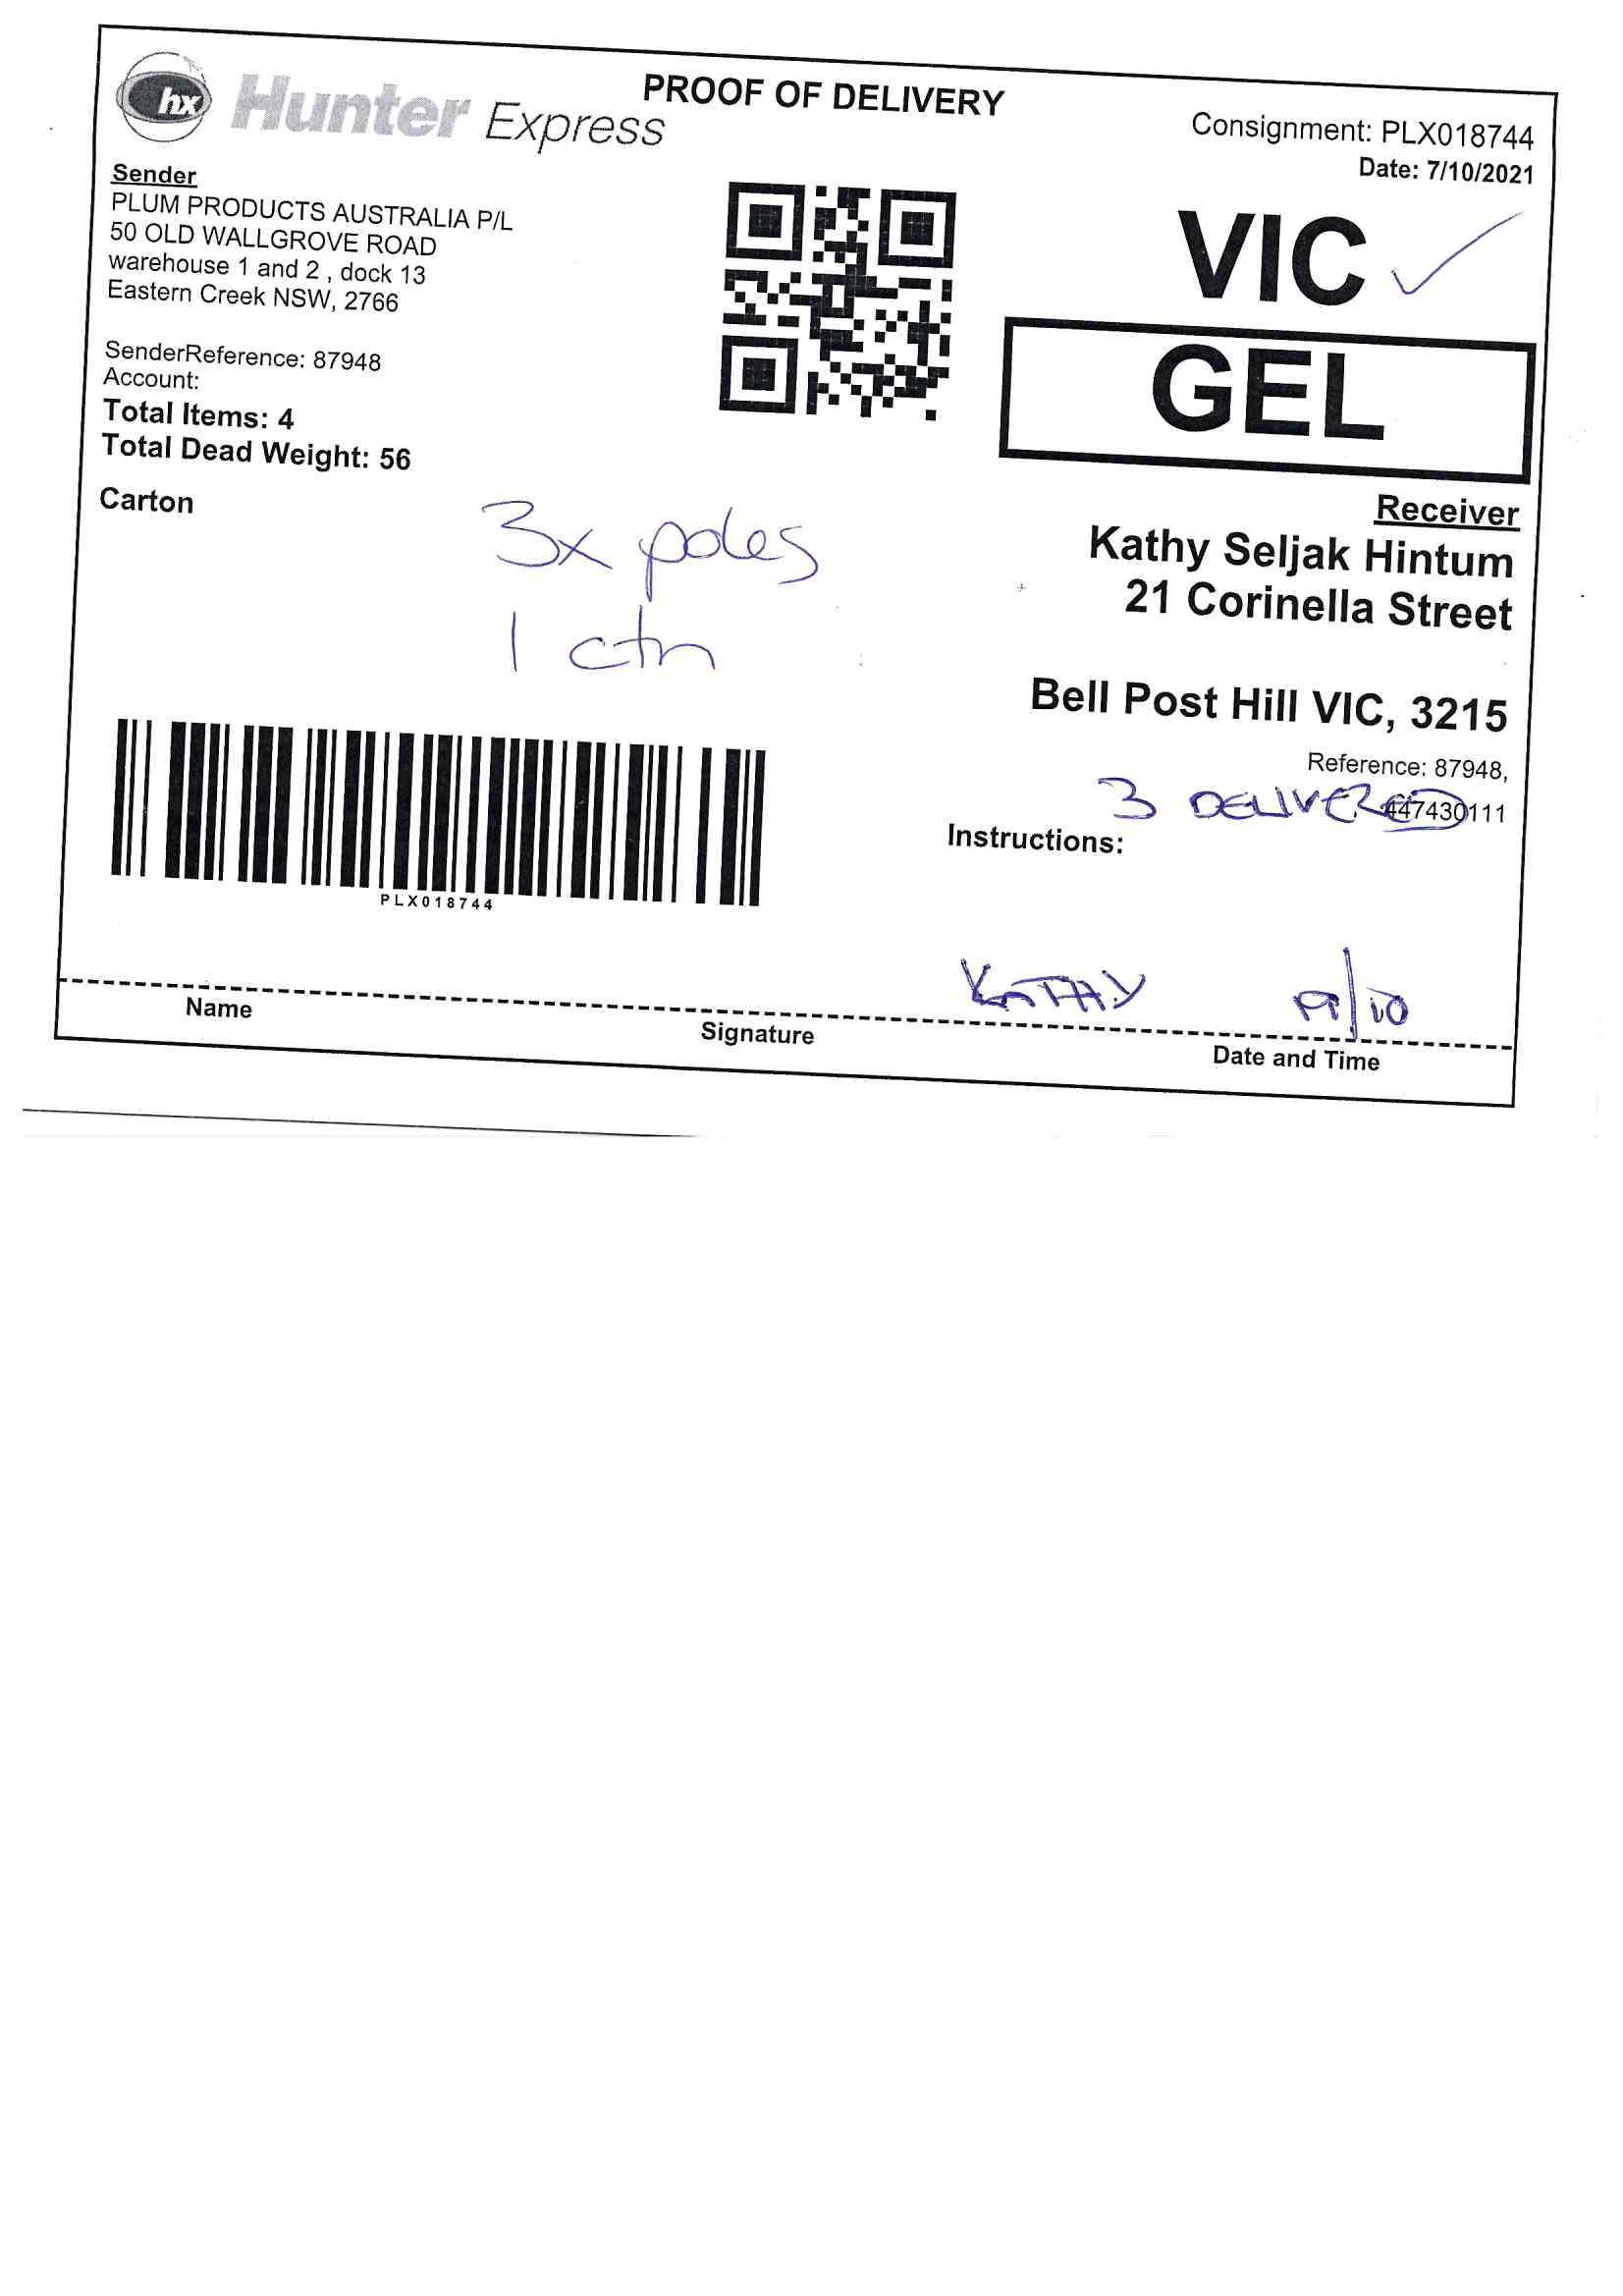 hx Hunter Express
PROOF OF DELIVERY
Consignment: PLX018744
Date: 7/10/2021
Sender
PLUM PRODUCTS AUSTRALIA P/L
50 OLD WALLGROVE ROAD
warehouse 1 and 2 , dock 13
Eastern Creek NSW, 2766
VIC
GEL
SenderReference: 87948
Account:
Total Items: 4
Total Dead Weight: 56
Carton
3x poles
1 ctn
Receiver
Kathy Seljak Hintum
21 Corinella Street
Bell Post Hill VIC, 3215
Reference: 87948,
447430111
3 DELIVERED
Instructions:
PLX018744
KATHY
Name
Signature
Date and Time